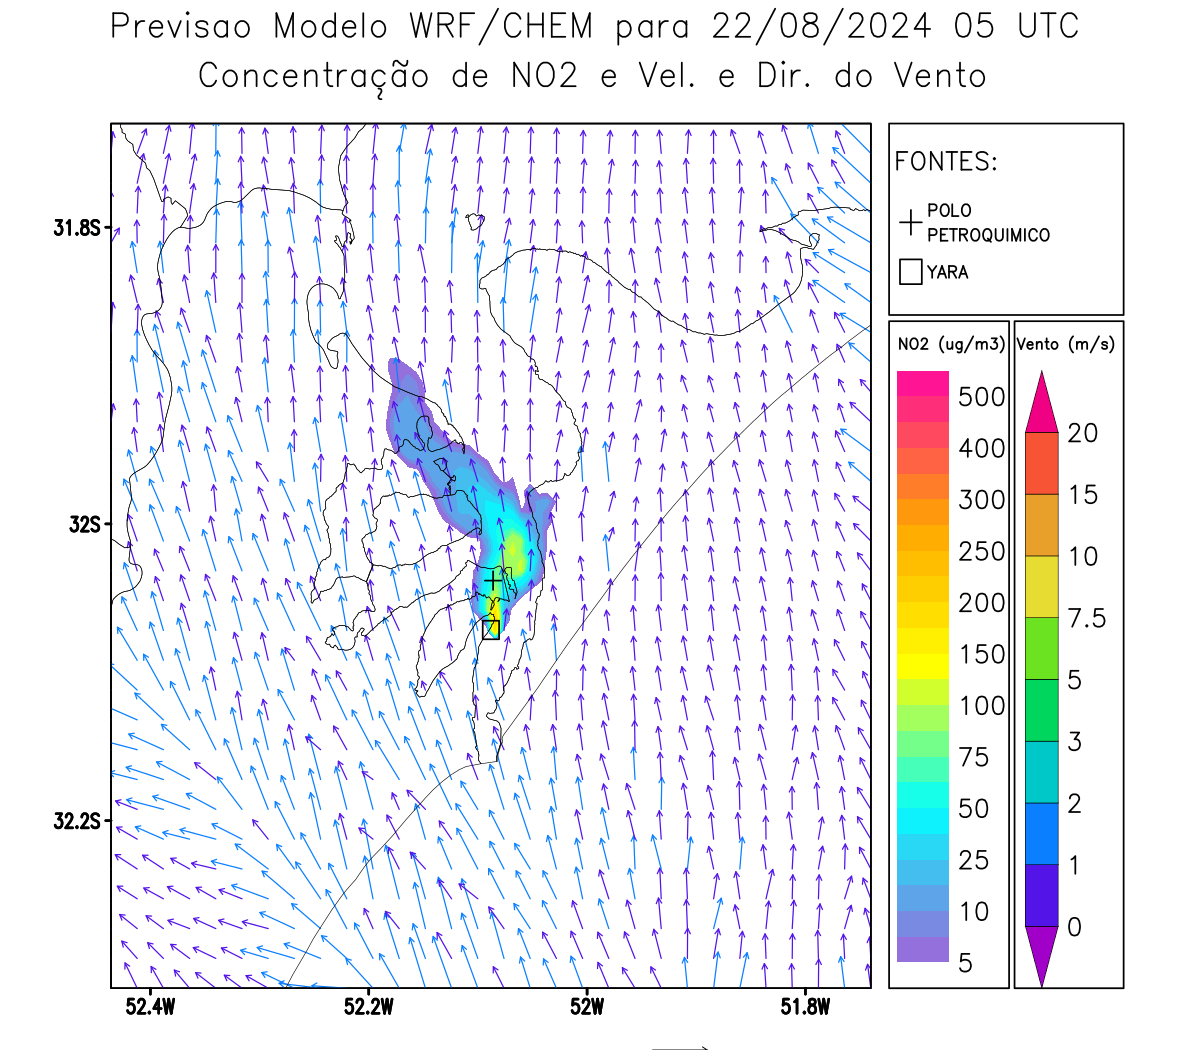 Previsao Modelo WRF/CHEM para 22/08/2024 05 UTC
Concentração de NO2 e Vel. e Dir. do Vento
FONTES:
POLO
PETROQUIMICO
YARA
NO2 (ug/m3)
500
400
300
250
200
150
100
75
50
25
10
5
Vento (m/s)
20
15
10
7.5
5
3
2
1
0
31.8S
32S
32.2S
52.4W
52.2W
52W
51.8W